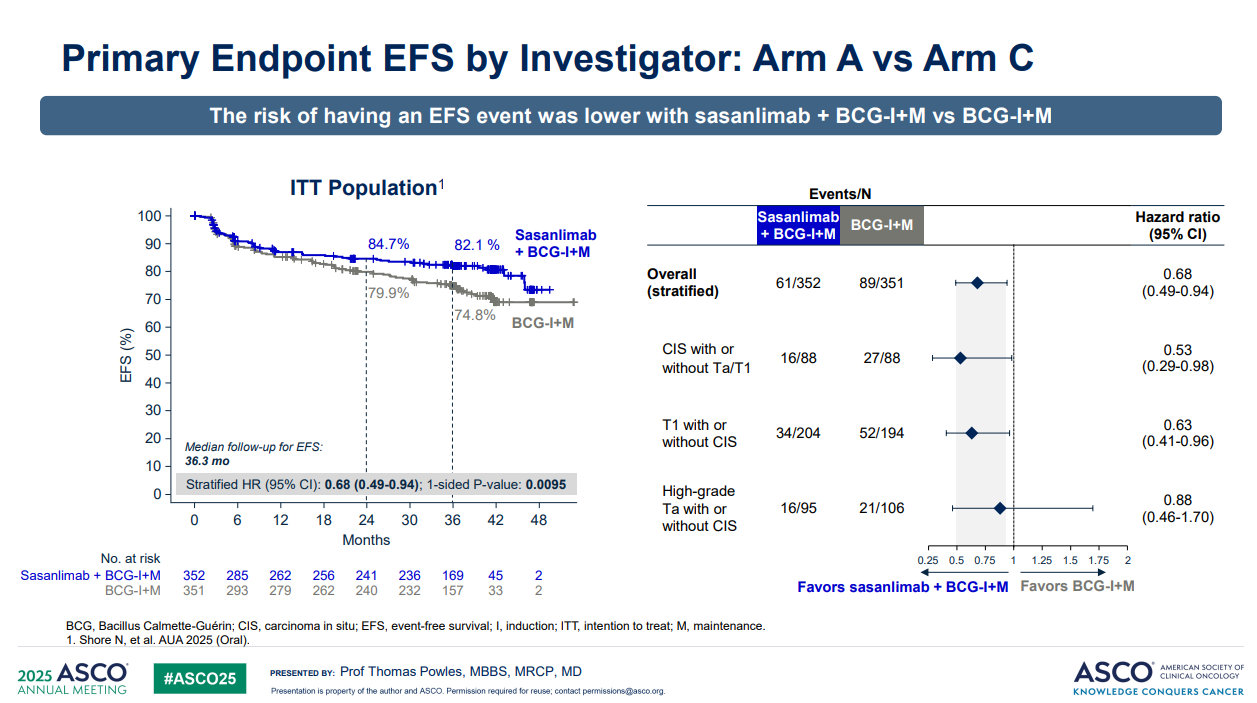 Primary Endpoint EFS by Investigator: Arm A vs Arm C
The risk of having an EFS event was lower with sasanlimab + BCG-I+M vs BCG-I+M
ITT Population1
EFS (%)
100
90
80
70
60
50
40
30
20
10
0
84.7%
82.1 %
79.9%
74.8%
Sasanlimab
+ BCG-I+M
BCG-I+M
Median follow-up for EFS:
36.3 mo
Stratified HR (95% CI): 0.68 (0.49-0.94); 1-sided P-value: 0.0095
0 6 12 18 24 30 36 42 48
Months
No. at risk
Sasanlimab + BCG-I+M 352 285 262 256 241 236 169 45 2
BCG-I+M 351 293 279 262 240 232 157 33 2
Events/N
Sasanlimab
+ BCG-I+M
BCG-I+M
Hazard ratio
(95% CI)
Overall
(stratified)
61/352 89/351
0.68
(0.49-0.94)
CIS with or
without Ta/T1
16/88 27/88
0.53
(0.29-0.98)
T1 with or
without CIS
34/204 52/194
0.63
(0.41-0.96)
High-grade
Ta with or
without CIS
16/95 21/106
0.88
(0.46-1.70)
0.25 0.5 0.75 1 1.25 1.5 1.75 2
Favors sasanlimab + BCG-I+M Favors BCG-I+M
BCG, Bacillus Calmette-Guérin; CIS, carcinoma in situ; EFS, event-free survival; I, induction; ITT, intention to treat; M, maintenance.
1. Shore N, et al. AUA 2025 (Oral).
2025 ASCO
ANNUAL MEETING
#ASCO25
PRESENTED BY: Prof Thomas Powles, MBBS, MRCP, MD
Presentation is property of the author and ASCO. Permission required for reuse; contact permissions@asco.org.
ASCO AMERICAN SOCIETY OF
CLINICAL ONCOLOGY
KNOWLEDGE CONQUERS CANCER